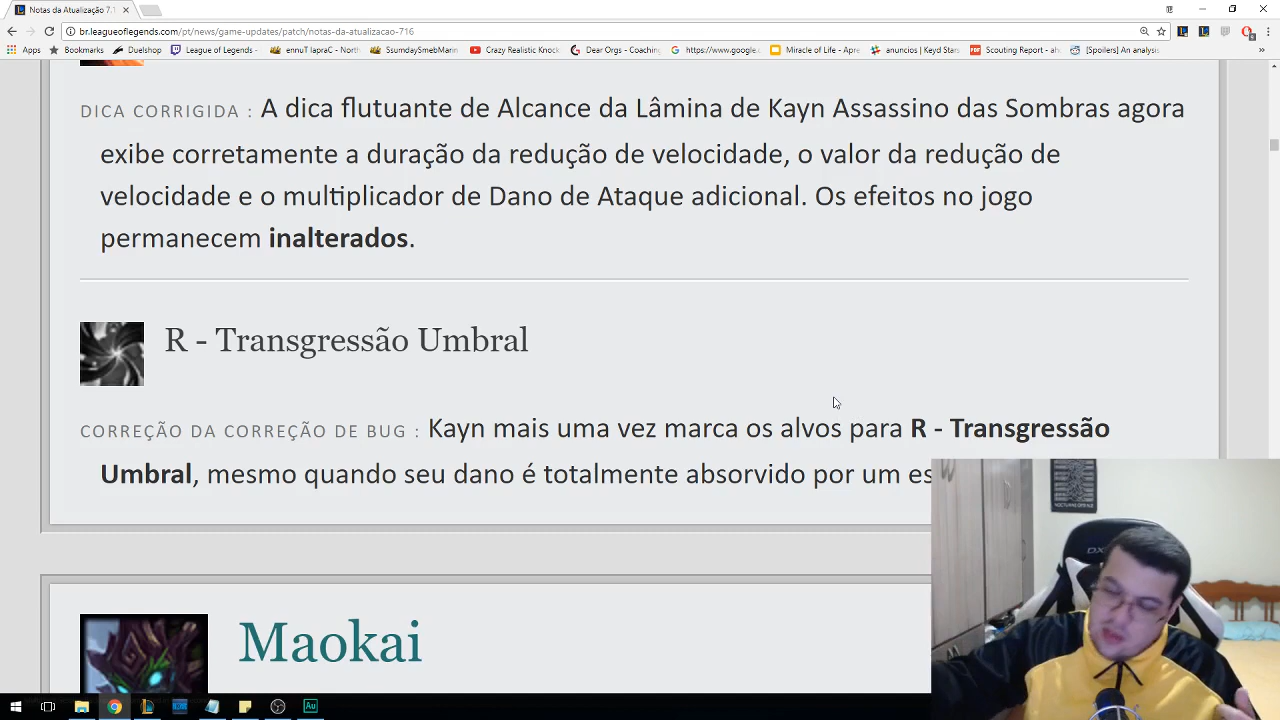 Notas da Atualização 7.1
br.leagueoflegends.com/pt/news/game-updates/patch/notas-da-atualizacao-716
Apps Bookmarks Duelshop League of Legends - ennuT IapraC - North SsumdaySmebMarin Crazy Realistic Knox Dear Orgs - Coaching https://www.google.c Miracle of Life - Apre anumios | Keyd Stars Scouting Report - ah [Spoilers] An analysi
DICA CORRIGIDA : A dica flutuante de Alcance da Lâmina de Kayn Assassino das Sombras agora
exibe corretamente a duração da redução de velocidade, o valor da redução de
velocidade e o multiplicador de Dano de Ataque adicional. Os efeitos no jogo
permanecem inalterados.
R - Transgressão Umbral
CORREÇÃO DA CORREÇÃO DE BUG : Kayn mais uma vez marca os alvos para R - Transgressão
Umbral, mesmo quando seu dano é totalmente absorvido por um es
Maokai
Au